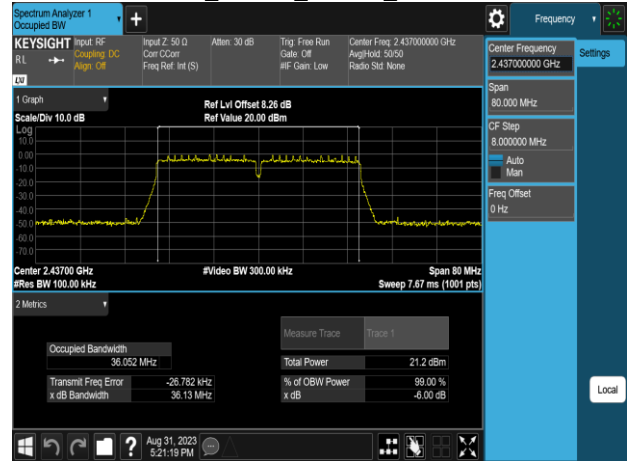 Spectrum Analyzer 1
Occupied BW
Frequency
KEYSIGHT
RL
LXI
Input: RF
Coupling: DC
Align: Off
Input Z: 50 Ω
Corr CCorr
Freq Ref: Int (S)
Atten: 30 dB
Trig: Free Run
Gate: Off
#IF Gain: Low
Center Freq: 2.437000000 GHz
Avg|Hold: 50/50
Radio Std: None
Center Frequency
2.437000000 GHz
Settings
Span
80.000 MHz
CF Step
8.000000 MHz
Auto
Man
Freq Offset
0 Hz
1 Graph
Scale/Div 10.0 dB
Ref Lvl Offset 8.26 dB
Ref Value 20.00 dBm
Log
10.0
0.00
-10.0
-20.0
-30.0
-40.0
-50.0
-60.0
-70.0
Center 2.43700 GHz
#Res BW 100.00 kHz
#Video BW 300.00 kHz
Span 80 MHz
Sweep 7.67 ms (1001 pts)
2 Metrics
Measure Trace
Trace 1
Occupied Bandwidth
36.052 MHz
Total Power
21.2 dBm
Transmit Freq Error
-26.782 kHz
% of OBW Power
99.00 %
x dB Bandwidth
36.13 MHz
x dB
-6.00 dB
Local
Aug 31, 2023
5:21:19 PM